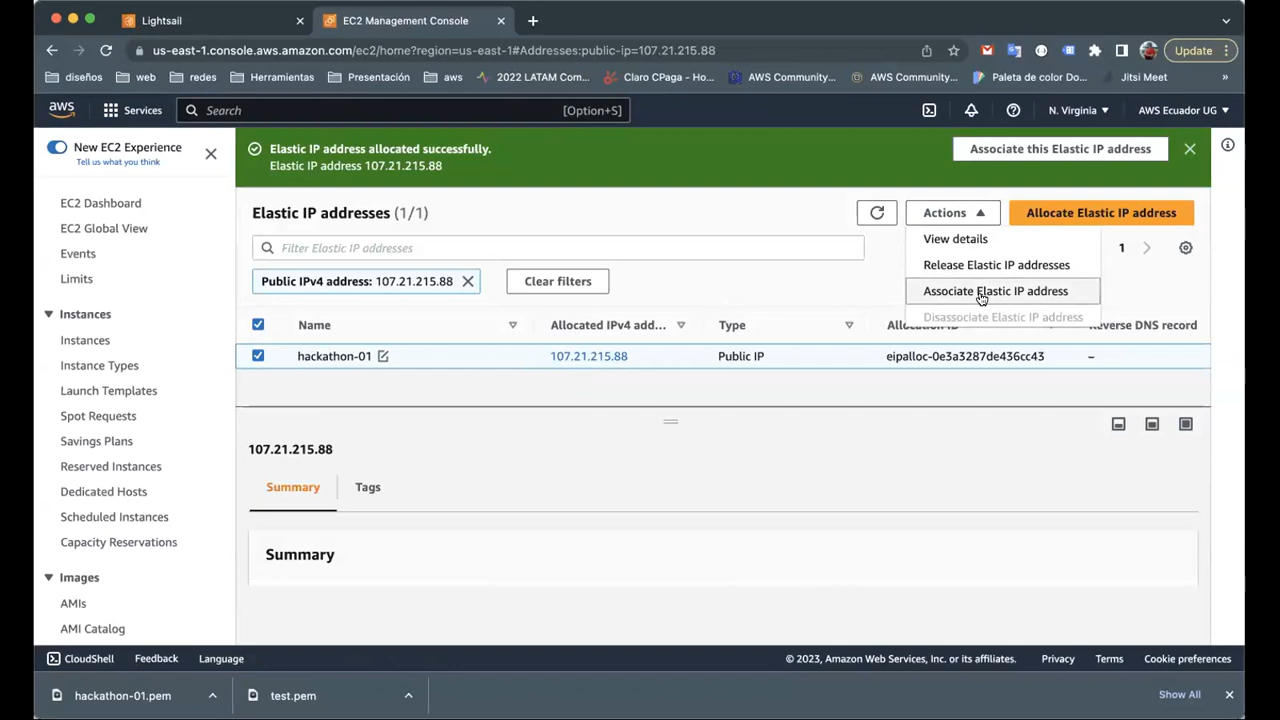 Lightsail
EC2 Management Console
us-east-1.console.aws.amazon.com/ec2/home?region=us-east-1#Addresses:public-ip=107.21.215.88
Update
diseños
web
redes
Herramientas
Presentación
aws
2022 LATAM Com...
Claro CPaga - Ho...
AWS Community...
AWS Community...
Paleta de color Do...
Jitsi Meet
»
aws
Services
Search
[Option+S]
N. Virginia
AWS Ecuador UG
New EC2 Experience
Tell us what you think
EC2 Dashboard
EC2 Global View
Events
Limits
Instances
Instances
Instance Types
Launch Templates
Spot Requests
Savings Plans
Reserved Instances
Dedicated Hosts
Scheduled Instances
Capacity Reservations
Images
AMIs
AMI Catalog
Elastic IP address allocated successfully.
Elastic IP address 107.21.215.88
Associate this Elastic IP address
Elastic IP addresses (1/1)
Actions
Allocate Elastic IP address
Filter Elastic IP addresses
1
View details
Release Elastic IP addresses
Associate Elastic IP address
Disassociate Elastic IP address
Public IPv4 address: 107.21.215.88
Clear filters
Name
Allocated IPv4 add...
Type
Allocation ID
Reverse DNS record
hackathon-01
107.21.215.88
Public IP
eipalloc-0e3a3287de436cc43
–
107.21.215.88
Summary
Tags
Summary
CloudShell
Feedback
Language
© 2023, Amazon Web Services, Inc. or its affiliates.
Privacy
Terms
Cookie preferences
hackathon-01.pem
test.pem
Show All